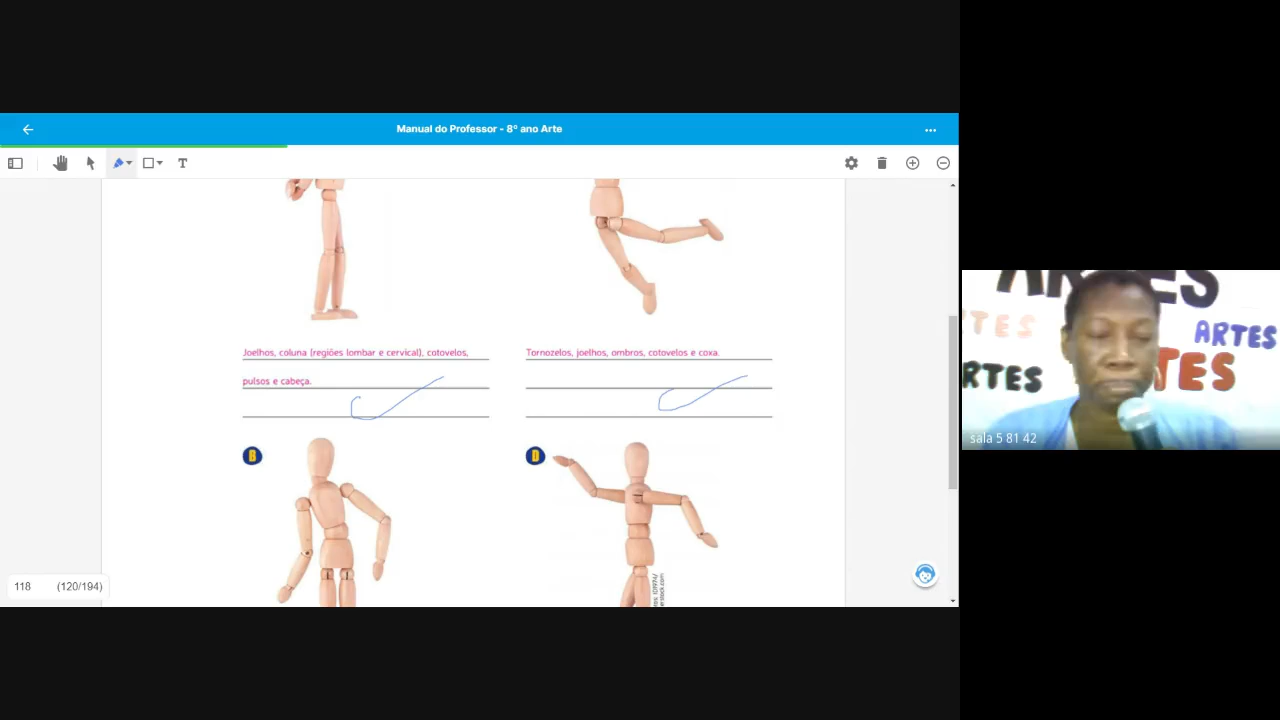 Manual do Professor - 8º ano Arte
T
Joelhos, coluna (regiões lombar e cervical), cotovelos,
pulsos e cabeça.
Tornozelos, joelhos, ombros, cotovelos e coxa.
B
D
118 (120/194)
ARTES
ARTES
sala 5 81 42